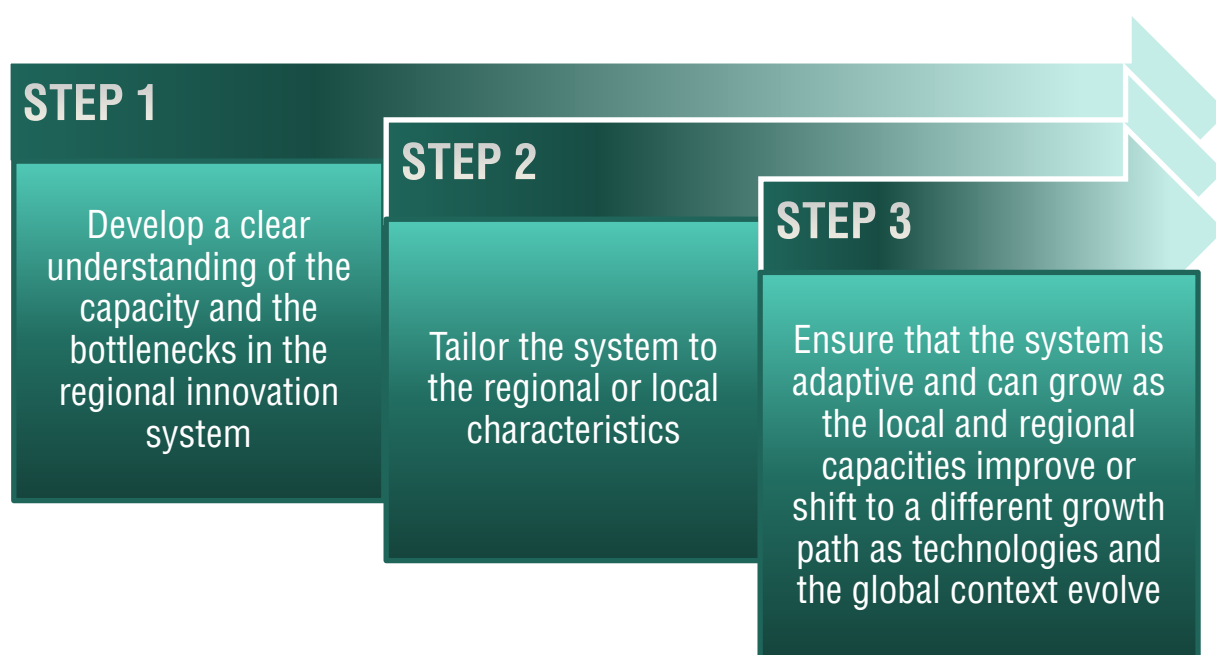 STEP 1
Develop a clear
understanding of the
capacity and the
bottlenecks in the
regional innovation
system
STEP 2
Tailor the system to
the regional or local
characteristics
STEP 3
Ensure that the system is
adaptive and can grow as
the local and regional
capacities improve or
shift to a different growth
path as technologies and
the global context evolve